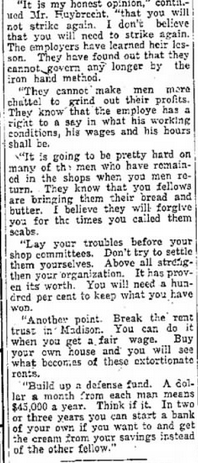 "It is my honest opinion," contin-
ued Mr. Huybrecht, "that you will
not strike again. I don't believe
that you will need to strike again.
The employers have learned heir les-
son. They have found out that they
cannot govern any longer by the
iron hand method.
"They cannot make men mere
chattel to grind out their profits.
They know that the employe has a
right to a say in what his working
conditions, his wages and his hours
shall be.
"It is going to be pretty hard on
many of th men who have remain-
ed in the shops when you men re-
turn. They know that you fellows
are bringing them their bread and
butter. I believe they will forgive
you for the times you called them
scabs.
"Lay your troubles before your
shop committees. Don't try to settle
them yourselves. Above all streng-
then your organization. It has prov-
en its worth. You will need a hun-
dred per cent to keep what you have
won.
"Another point. Break the rent
trust in Madison. You can do it
when you get a fair wage. Buy
your own house and you will see
what becomes of these extortionate
rents.
"Build up a defense fund. A dol-
lar a month from each man means
$45,000 a year. Think if it. In two
or three years you can start a bank
of your own if you want to and get
the cream from your savings instead
of the other fellow."